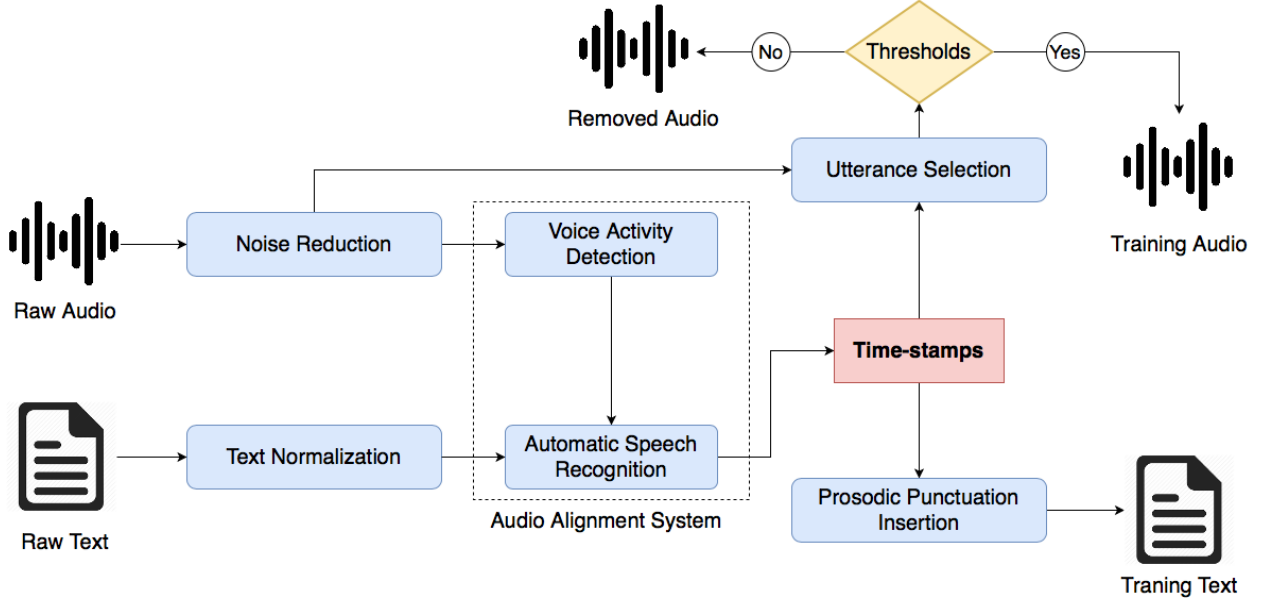 No
Thresholds
Yes
Removed Audio
Utterance Selection
Training Audio
Raw Audio
Noise Reduction
Voice Activity
Detection
Time-stamps
Raw Text
Text Normalization
Automatic Speech
Recognition
Audio Alignment System
Prosodic Punctuation
Insertion
Traning Text